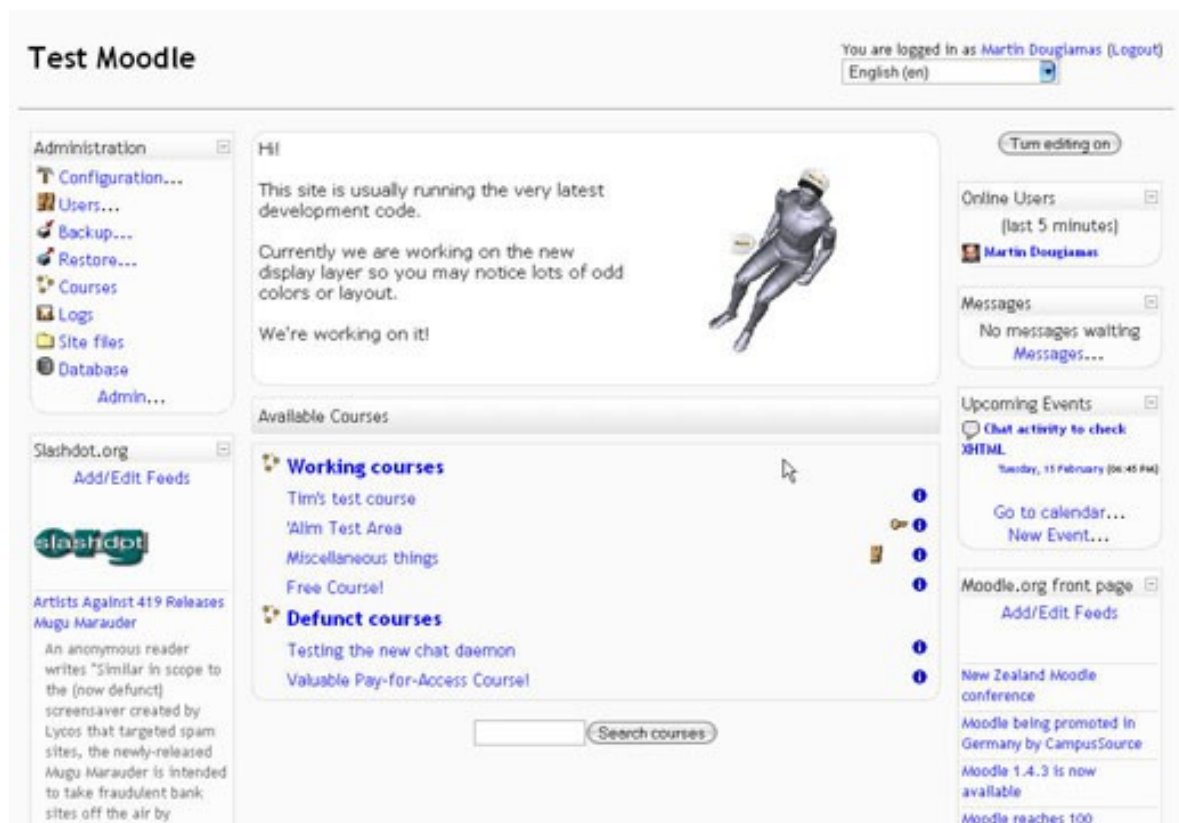 Test Moodle
You are logged in as Martin Dougiamas (Logout)
English (en)
Administration
Configuration...
Users...
Backup...
Restore...
Courses
Logs
Site files
Database
Admin...
Slashdot.org
Add/Edit Feeds
slashdot
org
Artists Against 419 Releases
Mugu Marauder
An anonymous reader
writes "Similar in scope to
the (now defunct)
screensaver created by
Lycos that targeted spam
sites, the newly-released
Mugu Marauder is intended
to take fraudulent bank
sites off the air by
Hi!
This site is usually running the very latest
development code.
Currently we are working on the new
display layer so you may notice lots of odd
colors or layout.
We're working on it!
Available Courses
Working courses
Tim's test course
'Alim Test Area
Miscellaneous things
Free Course!
Defunct courses
Testing the new chat daemon
Valuable Pay-for-Access Course!
Search courses
Turn editing on
Online Users
(last 5 minutes)
Martin Dougiamas
Messages
No messages waiting
Messages...
Upcoming Events
Chat activity to check
XHTML
Tuesday, 15 February (06:45 PM)
Go to calendar...
New Event...
Moodle.org front page
Add/Edit Feeds
New Zealand Moodle
conference
Moodle being promoted in
Germany by CampusSource
Moodle 1.4.3 is now
available
Moodle reaches 100